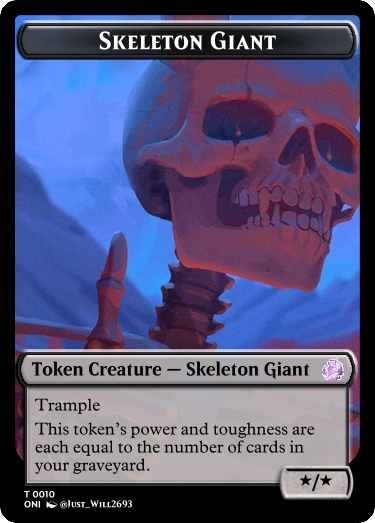 Skeleton Giant
Token Creature — Skeleton Giant
Trample
This token's power and toughness are
each equal to the number of cards in
your graveyard.
★/★
T 0010
ONI @Just_Will2693